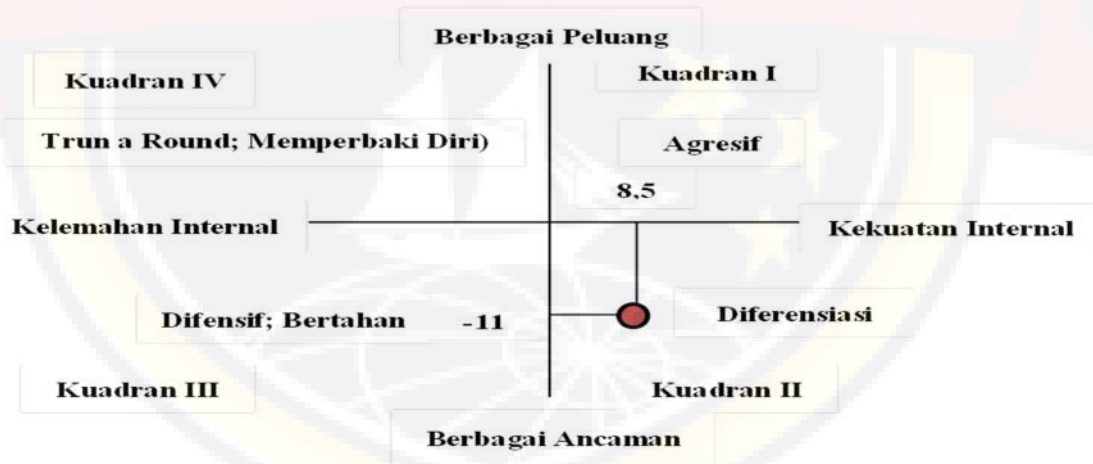 Berbagai Peluang
Kuadran IV
Kuadran I
Trun a Round; Memperbaki Diri)
Agresif
8,5
Kelemahan Internal
Kekuatan Internal
Difensif; Bertahan
-11
Diferensiasi
Kuadran III
Kuadran II
Berbagai Ancaman